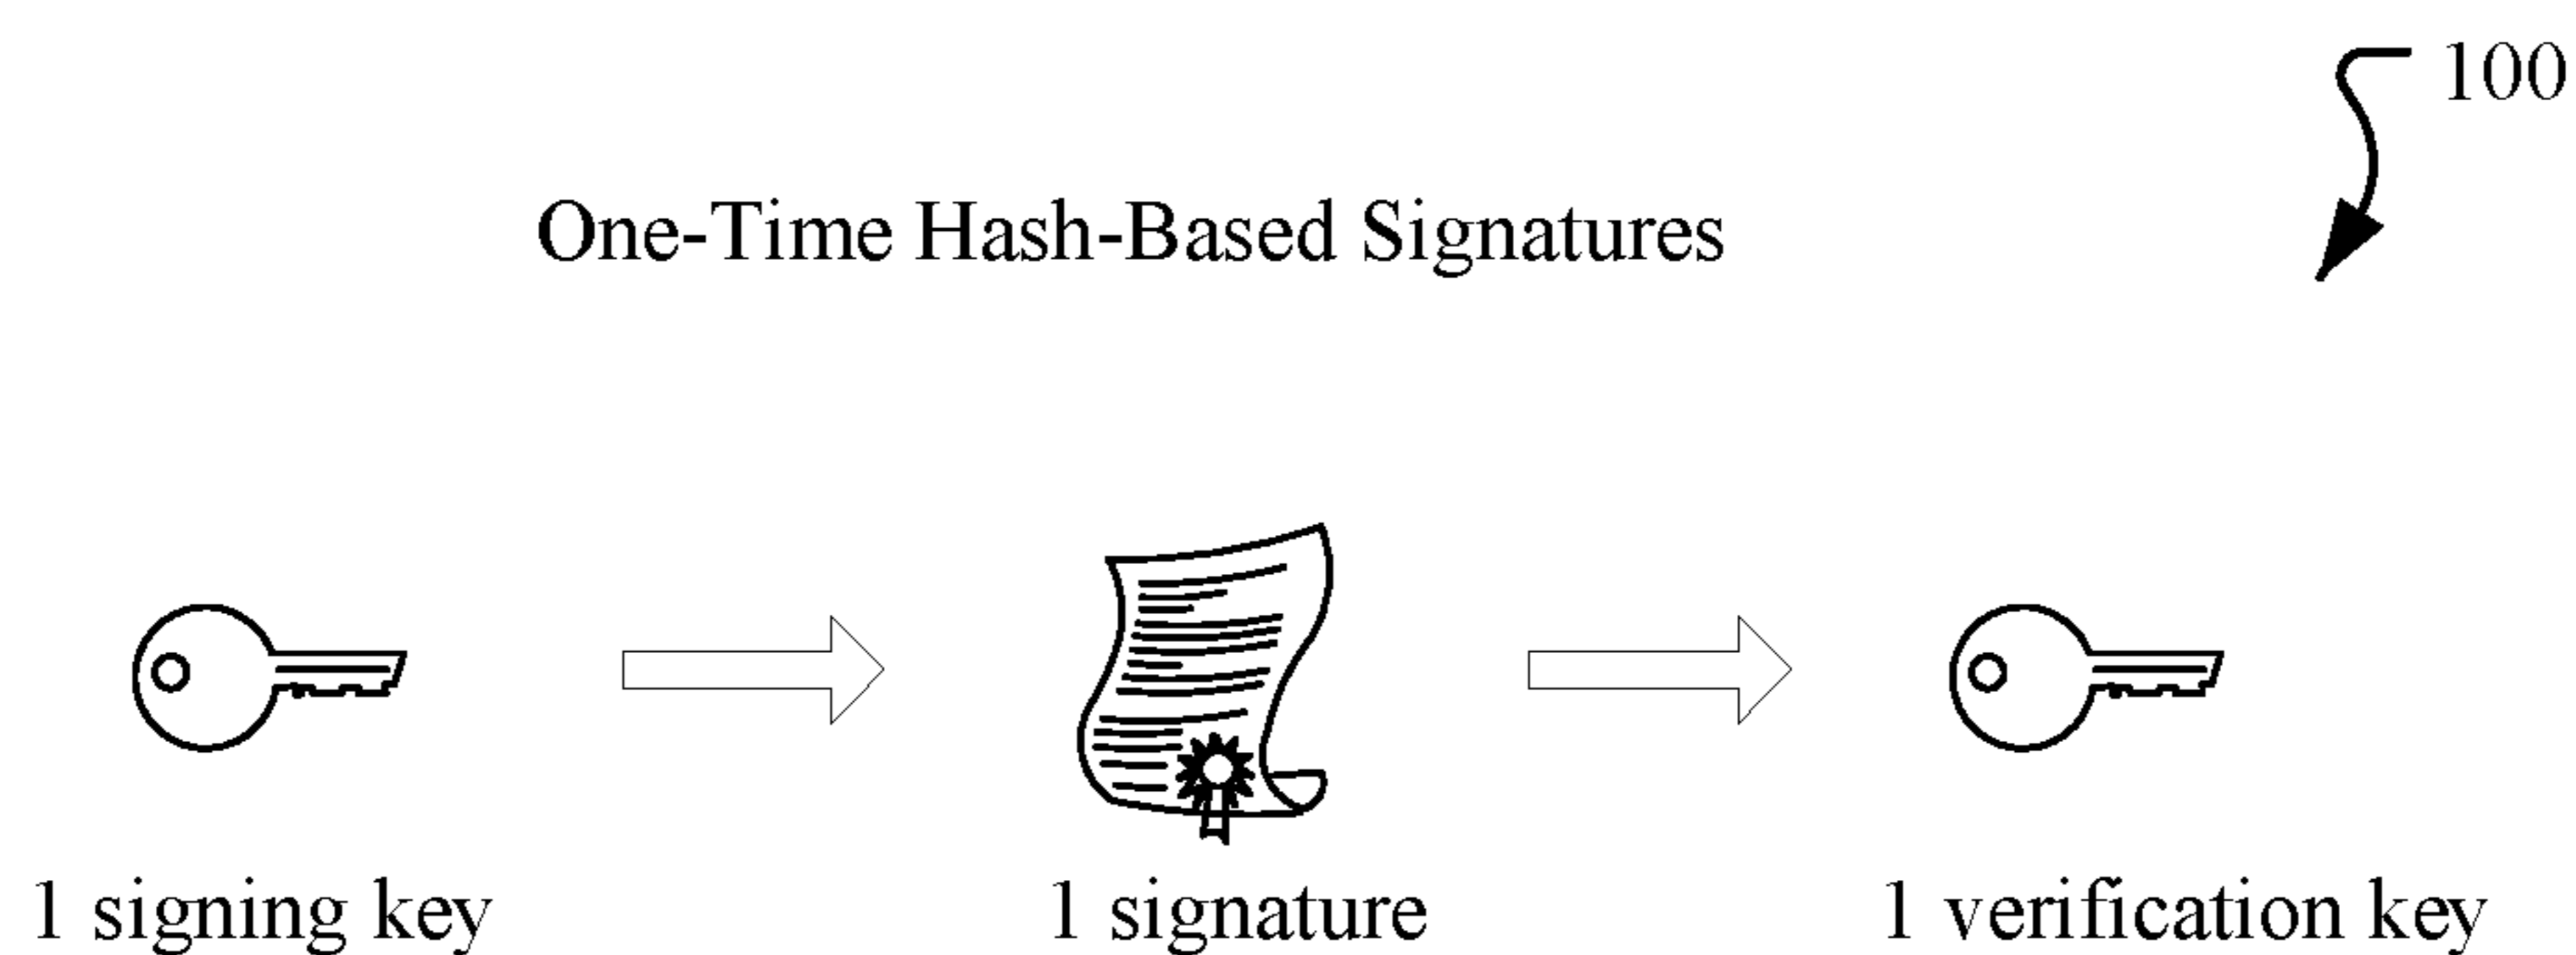 100
One-Time Hash-Based Signatures
1 signing key
1 signature
1 verification key